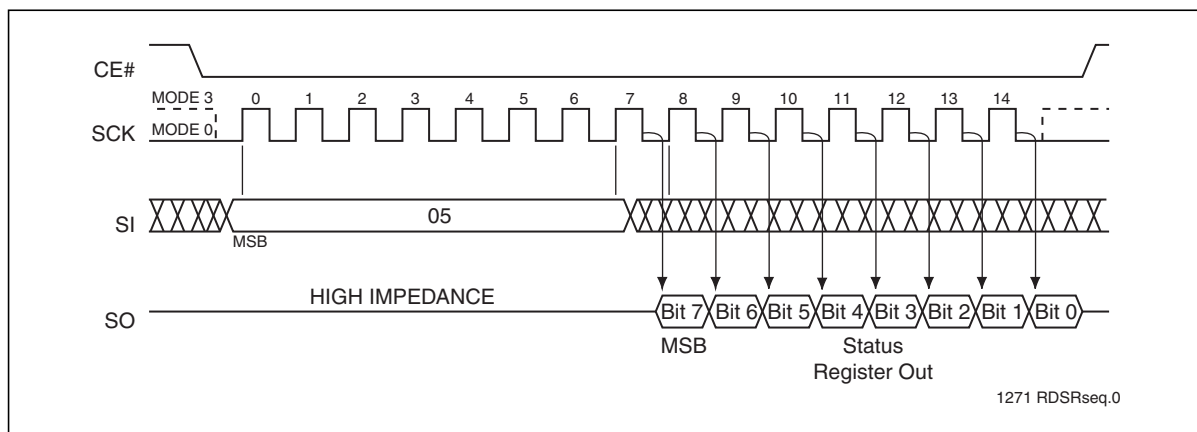 CE#
MODE 3 0 1 2 3 4 5 6 7 8 9 10 11 12 13 14
SCK MODE 0
SI 05
MSB
HIGH IMPEDANCE
SO Bit 7 Bit 6 Bit 5 Bit 4 Bit 3 Bit 2 Bit 1 Bit 0
MSB Status
Register Out
1271 RDSRseq.0